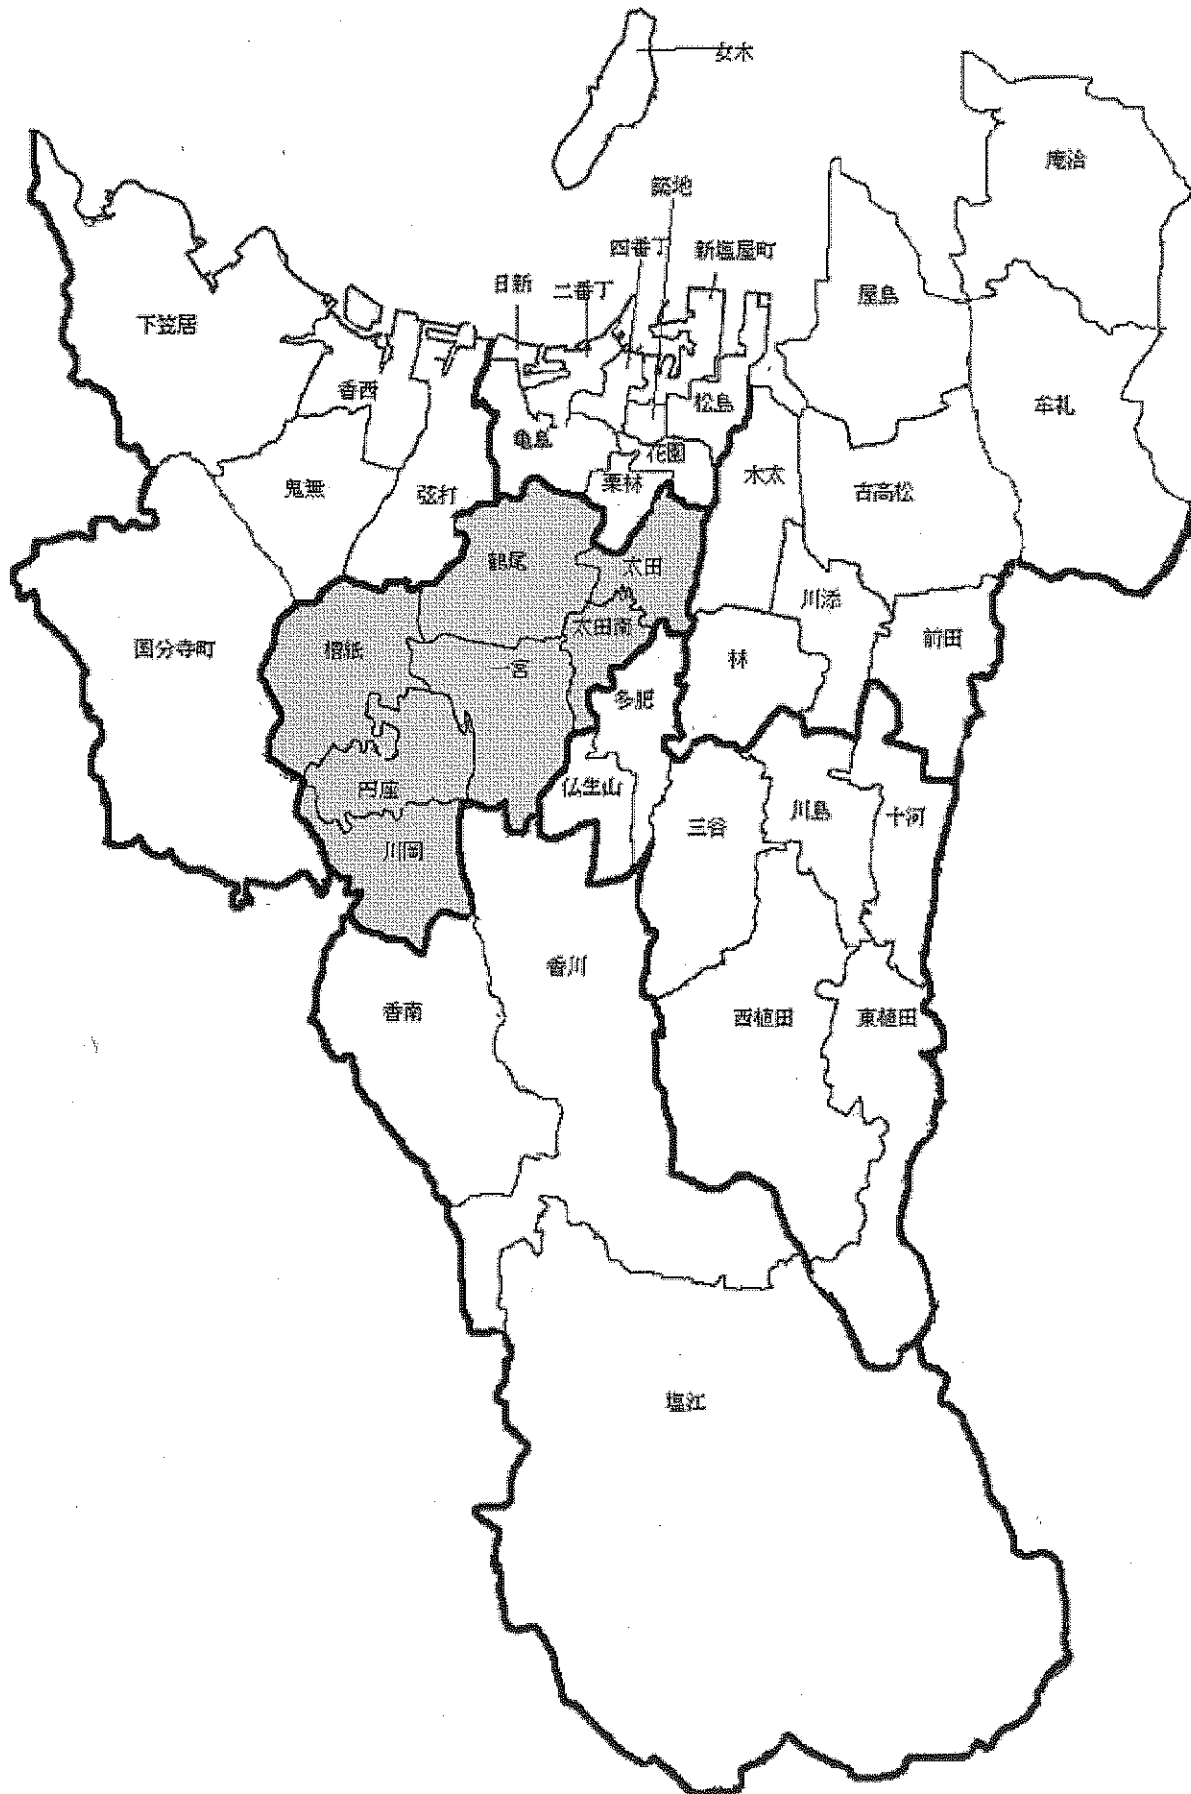 女木
庵治
築地
四番丁
新塩屋町
日新
二番丁
屋島
下笠居
香西
亀島
松島
牟礼
花園
鬼無
弦打
栗林
木太
古高松
鶴尾
太田
川添
国分寺町
檀紙
太田南
前田
一宮
林
多肥
円座
仏生山
三谷
川島
十河
川岡
香川
香南
西植田
東植田
塩江